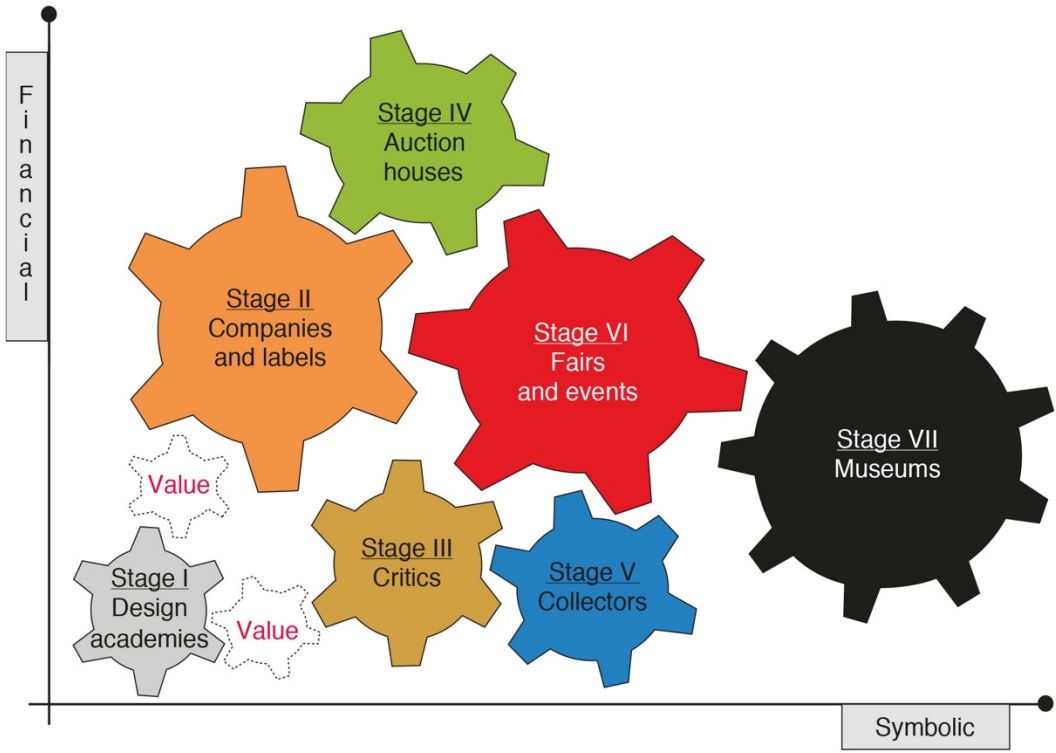 Financial
Stage IV
Auction
houses
Stage II
Companies
and labels
Stage VI
Fairs
and events
Stage VII
Museums
Value
Stage III
Critics
Stage V
Collectors
Stage I
Design
academies
Value
Symbolic